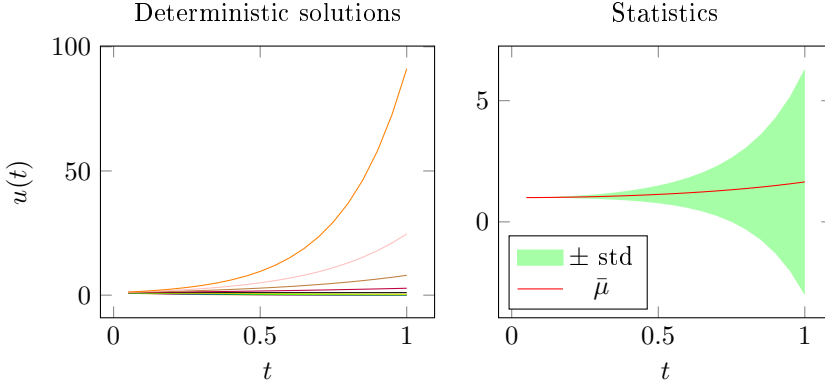 Deterministic solutions
100
50
0
u(t)
0
0.5
1
t
Statistics
5
0
± std
μ̄
0
0.5
1
t